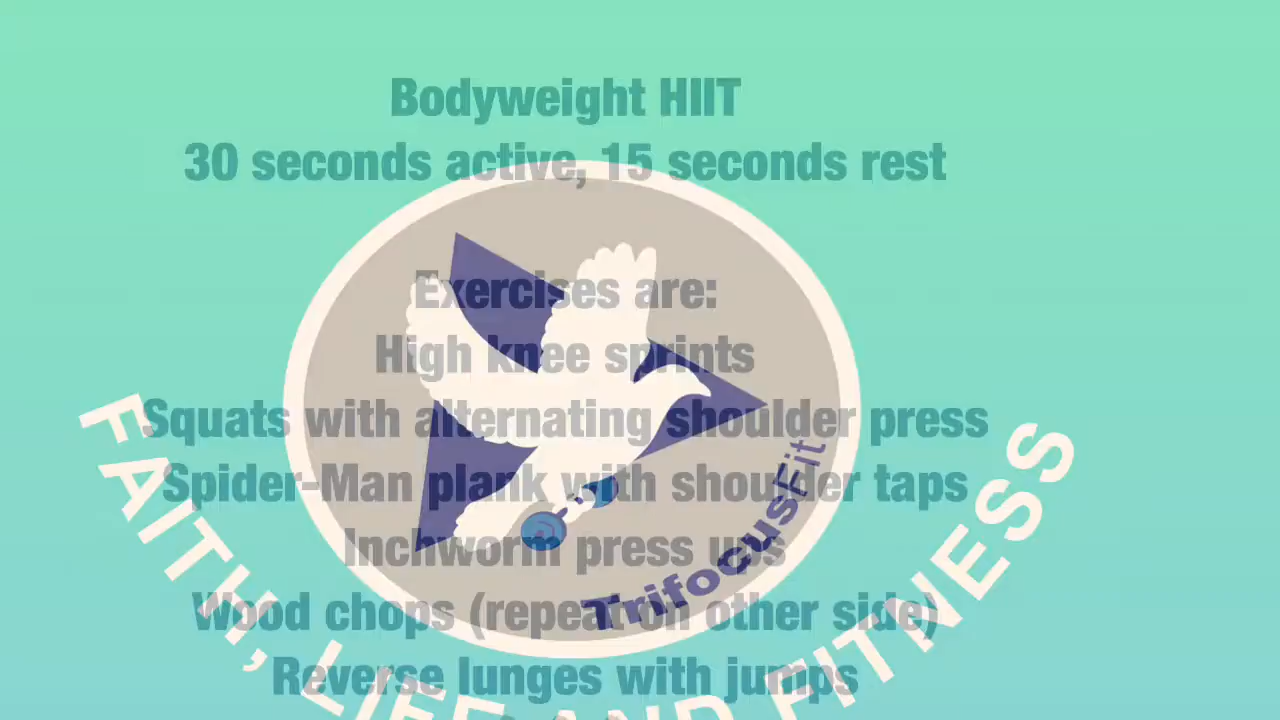 Bodyweight HIIT
30 seconds active, 15 seconds rest
Exercises are:
High knee sprints
Squats with alternating shoulder press
Spider-Man plank with shoulder taps
Inchworm press ups
Wood chops (repeat on other side)
Reverse lunges with jumps
TrifocusFit
FAITH, LIFE AND FITNESS